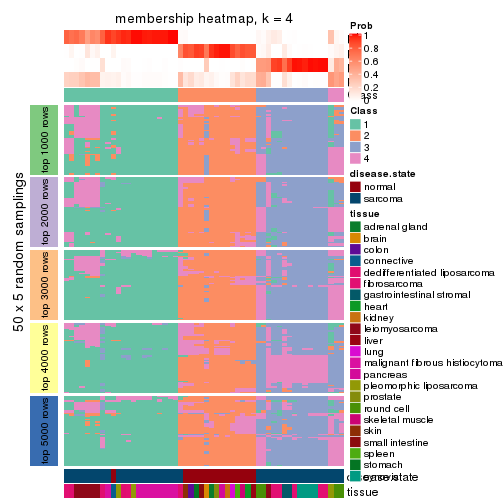 membership heatmap, k = 4
50 x 5 random samplings
top 1000 rows
top 2000 rows
top 3000 rows
top 4000 rows
top 5000 rows
Prob
1
0.8
0.6
0.4
0.2
0
Class
1
2
3
4
disease.state
normal
sarcoma
tissue
adrenal gland
brain
colon
connective
dedifferentiated liposarcoma
fibrosarcoma
gastrointestinal stromal
heart
kidney
leiomyosarcoma
liver
lung
malignant fibrous histiocytoma
pancreas
pleomorphic liposarcoma
prostate
round cell
skeletal muscle
skin
small intestine
spleen
stomach
tissue